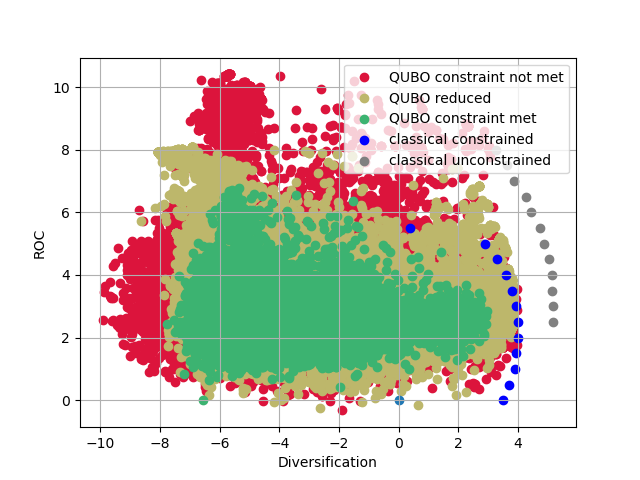 QUBO constraint not met
QUBO reduced
QUBO constraint met
classical constrained
classical unconstrained
10
8
6
4
2
0
ROC
−10 −8 −6 −4 −2 0 2 4
Diversification